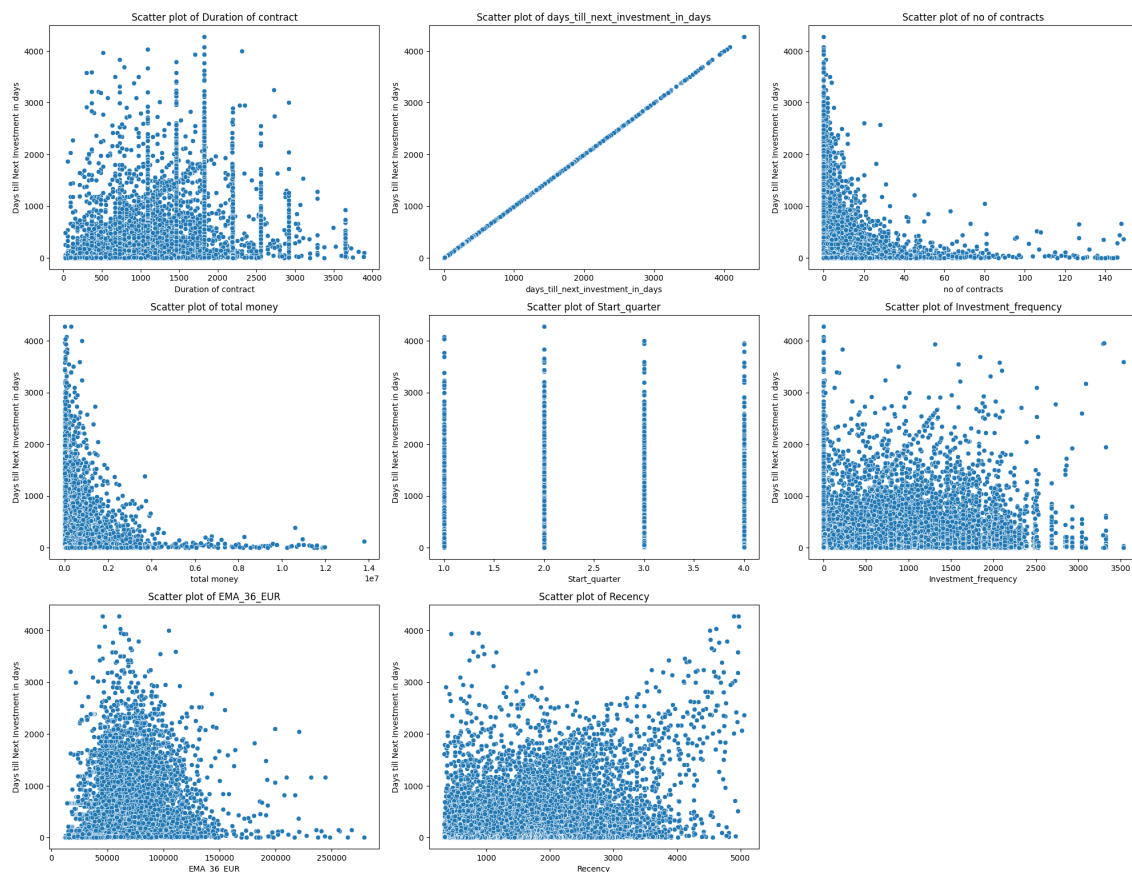 Scatter plot of Duration of contract
Days till Next Investment in days
4000
3000
2000
1000
0
0 500 1000 1500 2000 2500 3000 3500 4000
Duration of contract
Scatter plot of days_till_next_investment_in_days
Days till Next Investment in days
4000
3000
2000
1000
0
0 1000 2000 3000 4000
days_till_next_investment_in_days
Scatter plot of no of contracts
Days till Next Investment in days
4000
3000
2000
1000
0
0 20 40 60 80 100 120 140
no of contracts
Scatter plot of total money
Days till Next Investment in days
4000
3000
2000
1000
0
0.0 0.2 0.4 0.6 0.8 1.0 1.2 1.4
total money
1e7
Scatter plot of Start_quarter
Days till Next Investment in days
4000
3000
2000
1000
0
1.0 1.5 2.0 2.5 3.0 3.5 4.0
Start_quarter
Scatter plot of Investment_frequency
Days till Next Investment in days
4000
3000
2000
1000
0
0 500 1000 1500 2000 2500 3000 3500
Investment_frequency
Scatter plot of EMA_36_EUR
Days till Next Investment in days
4000
3000
2000
1000
0
0 50000 100000 150000 200000 250000
EMA_36_EUR
Scatter plot of Recency
Days till Next Investment in days
4000
3000
2000
1000
0
1000 2000 3000 4000 5000
Recency